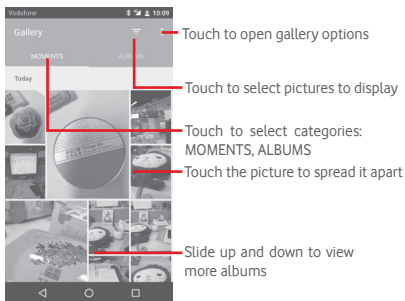 Vodafone 10:09
Gallery
MOMENTS ALBUMS
Today
Touch to open gallery options
Touch to select pictures to display
Touch to select categories:
MOMENTS, ALBUMS
Touch the picture to spread it apart
Slide up and down to view
more albums